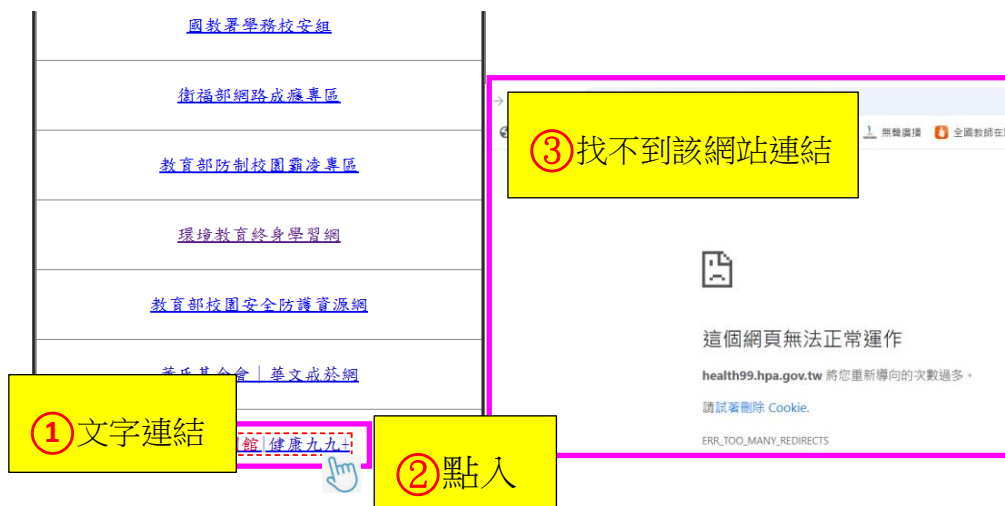 國教署學務校安組
衛福部網路成癮專區
教育部防制校園霸凌專區
環境教育終身學習網
教育部校園安全防護資源網
董氏基金會│華文戒菸網
館│健康九九+
①文字連結
②點入
③找不到該網站連結
無聲廣播 全國教師在
這個網頁無法正常運作
health99.hpa.gov.tw 將您重新導向的次數過多。
請試著刪除 Cookie.
ERR_TOO_MANY_REDIRECTS